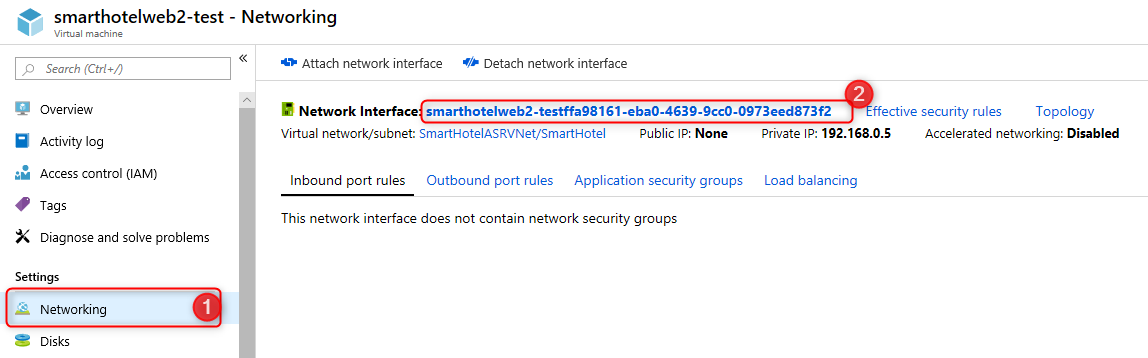 smarthotelweb2-test - Networking
Virtual machine
Search (Ctrl+/)
«
Overview
Activity log
Access control (IAM)
Tags
Diagnose and solve problems
Settings
Networking
1
Disks
Attach network interface Detach network interface
2
Network Interface: smarthotelweb2-testffa98161-eba0-4639-9cc0-0973eed873f2 Effective security rules Topology
Virtual network/subnet: SmartHotelASRVNet/SmartHotel Public IP: None Private IP: 192.168.0.5 Accelerated networking: Disabled
Inbound port rules Outbound port rules Application security groups Load balancing
This network interface does not contain network security groups